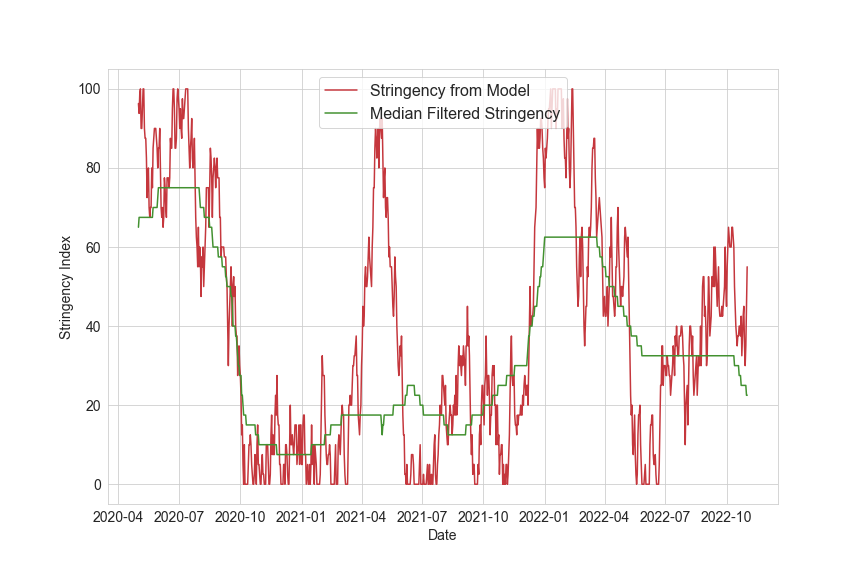 Stringency from Model
Median Filtered Stringency
Stringency Index
100
80
60
40
20
0
2020-04 2020-07 2020-10 2021-01 2021-04 2021-07 2021-10 2022-01 2022-04 2022-07 2022-10
Date